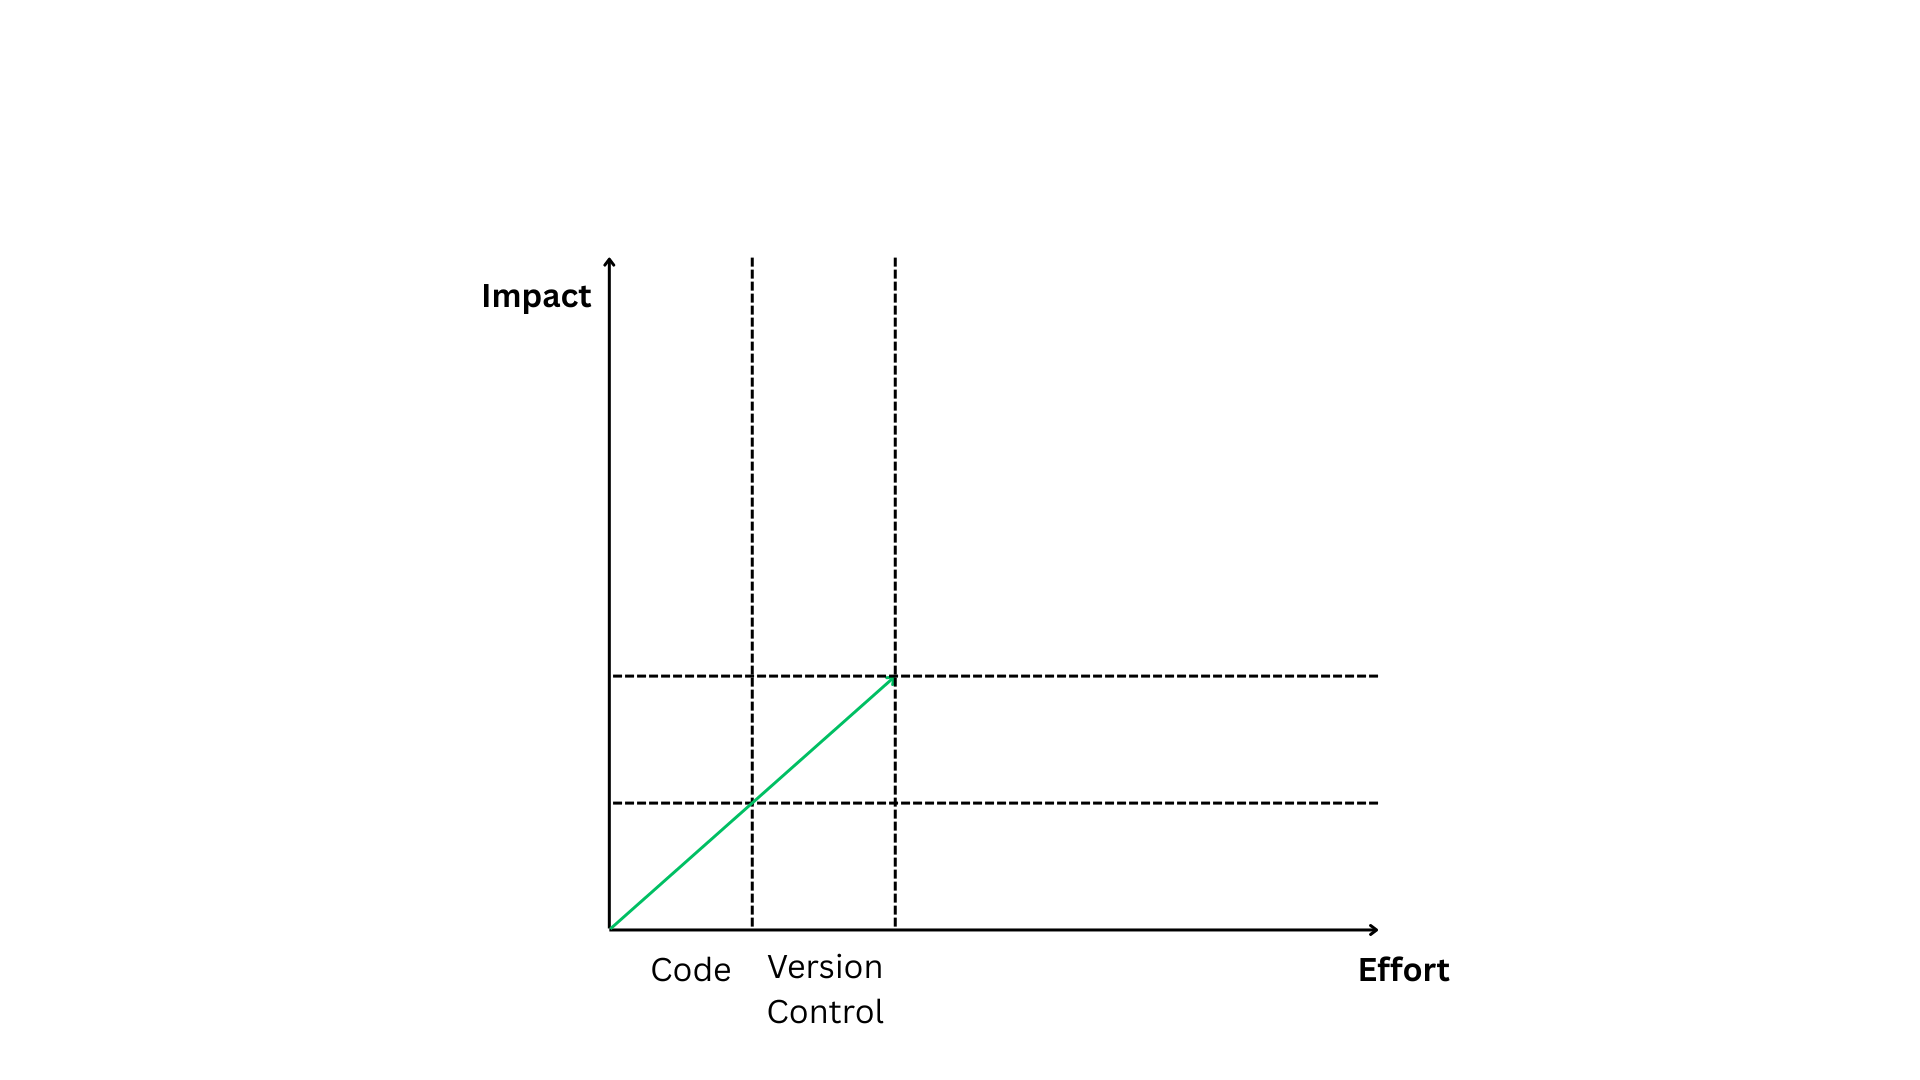 Impact
Code
Version
Control
Effort